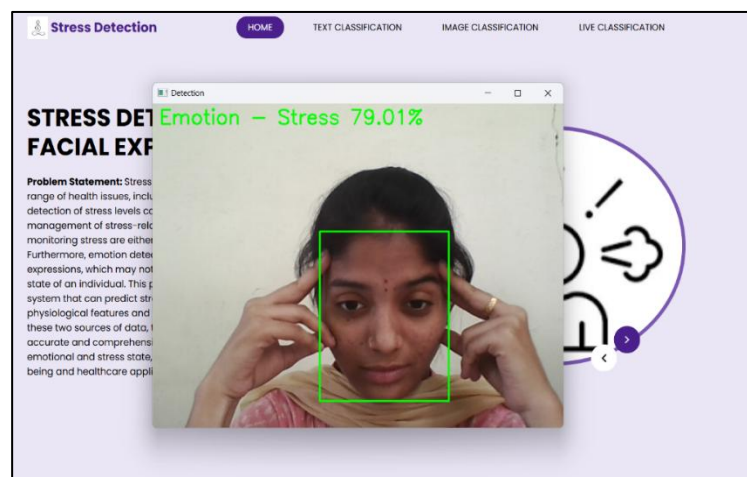 Stress Detection
HOME
TEXT CLASSIFICATION
IMAGE CLASSIFICATION
LIVE CLASSIFICATION
Detection
Emotion - Stress 79.01%
STRESS DET
FACIAL EXP
Problem Statement: Stress
range of health issues, inclu
detection of stress levels ca
management of stress-rela
monitoring stress are either
Furthermore, emotion detec
expressions, which may not
state of an individual. This p
system that can predict stre
physiological features and
these two sources of data, t
accurate and comprehensi
emotional and stress state,
being and healthcare appli